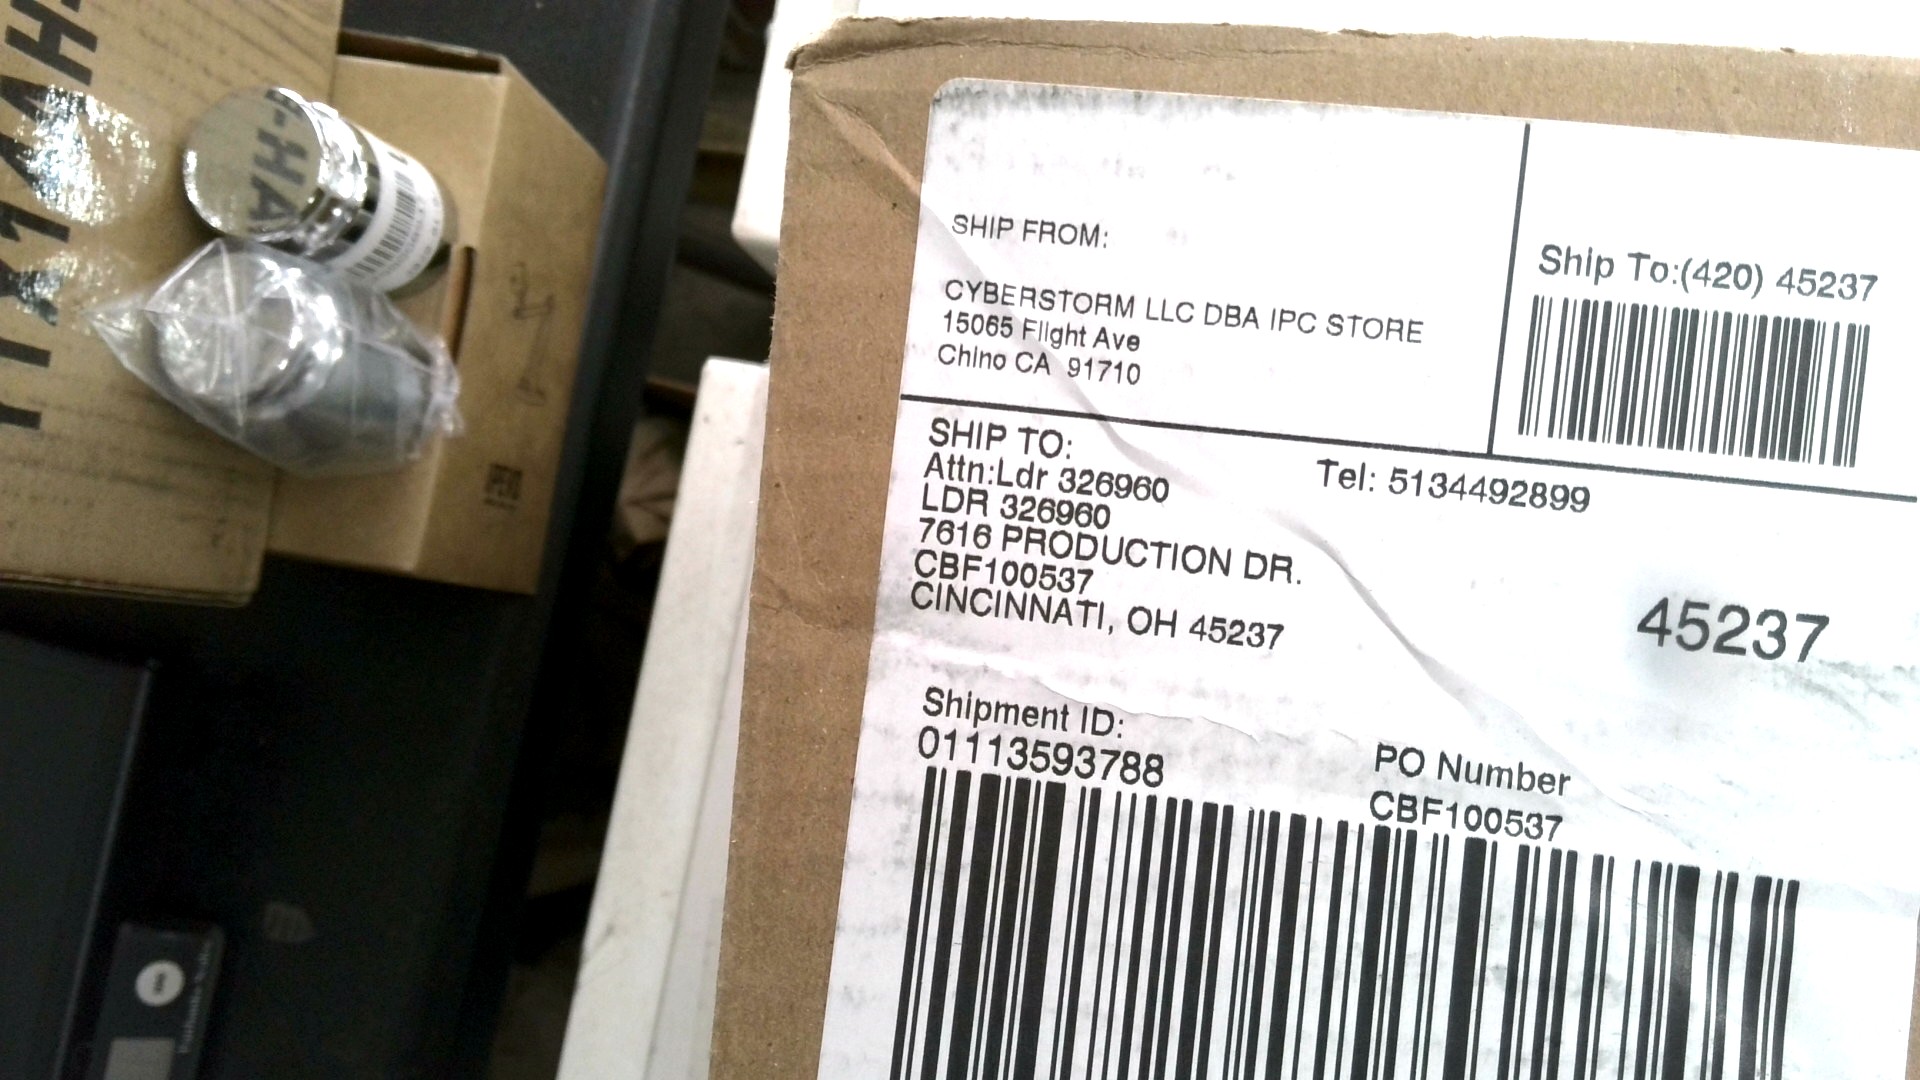 SHIP FROM:
CYBERSTORM LLC DBA IPC STORE
15065 Flight Ave
Chino CA 91710
Ship To:(420) 45237
SHIP TO:
Attn:Ldr 326960
LDR 326960
7616 PRODUCTION DR.
CBF100537
CINCINNATI, OH 45237
Tel: 5134492899
45237
Shipment ID:
01113593788
PO Number
CBF100537